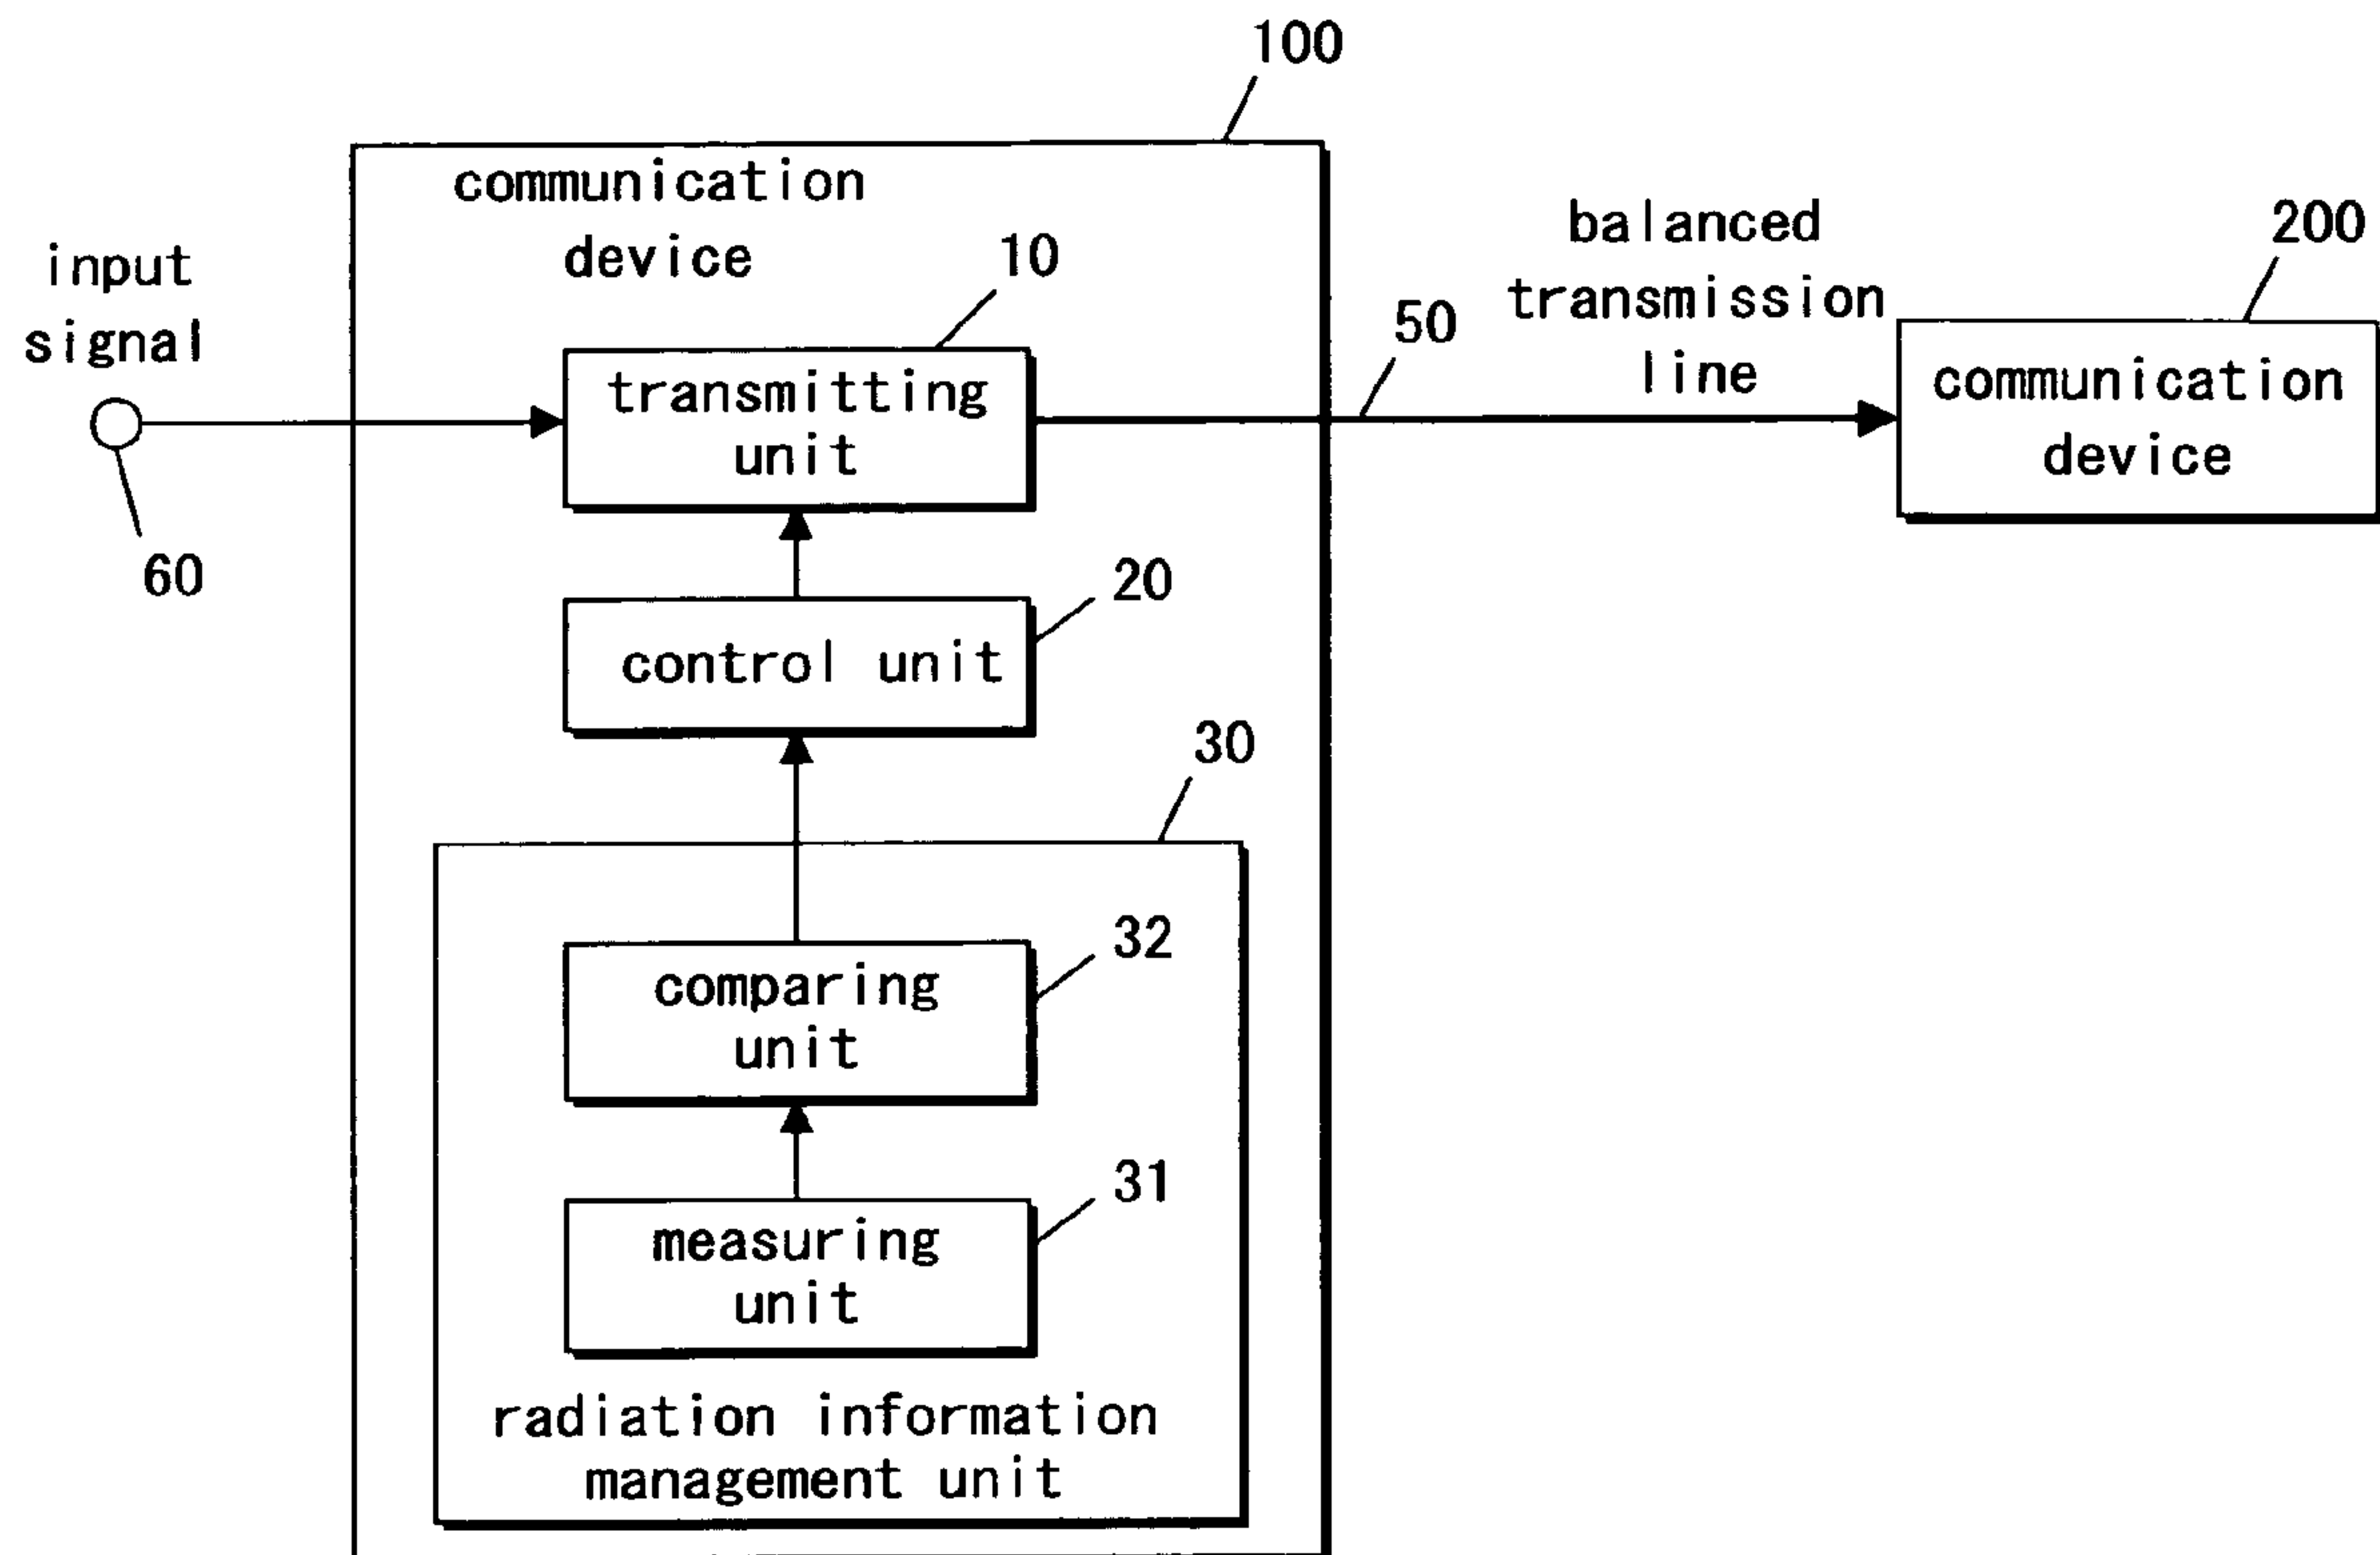 100
communication
device
10
input
signal
60
transmitting
unit
50
balanced
transmission
line
200
communication
device
20
control unit
30
32
comparing
unit
31
measuring
unit
radiation information
management unit